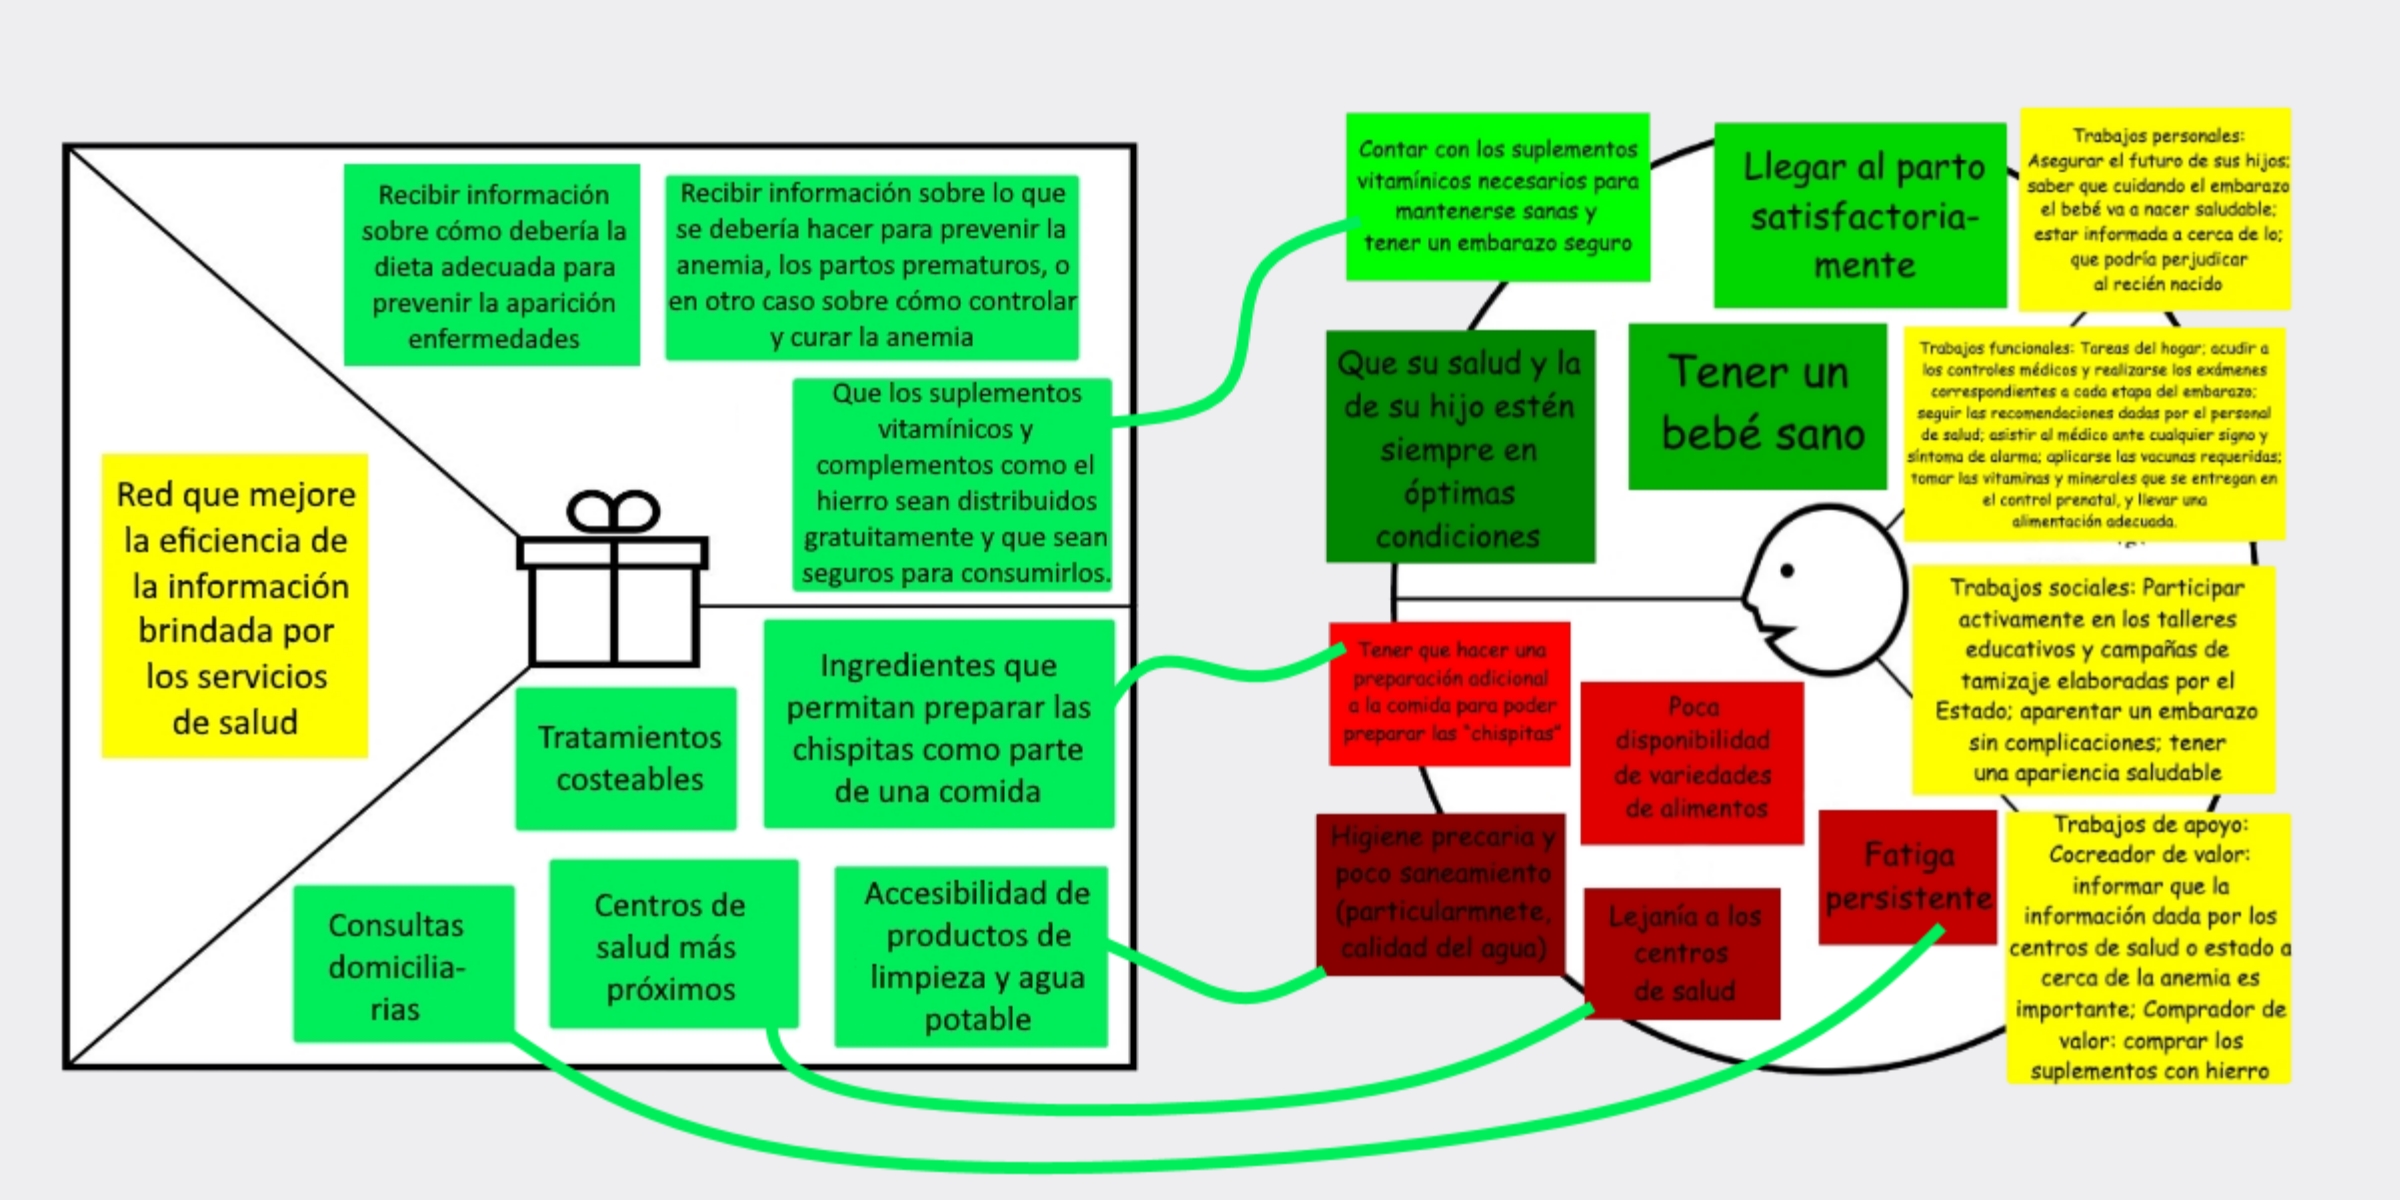 Recibir información
sobre cómo debería la
dieta adecuada para
prevenir la aparición
enfermedades
Recibir información sobre lo que
se debería hacer para prevenir la
anemia, los partos prematuros, o
en otro caso sobre cómo controlar
y curar la anemia
Que los suplementos
vitamínicos y
complementos como el
hierro sean distribuidos
gratuitamente y que sean
seguros para consumirlos.
Red que mejore
la eficiencia de
la información
brindada por
los servicios
de salud
Tratamientos
costeables
Ingredientes que
permitan preparar las
chispitas como parte
de una comida
Consultas
domicilia-
rias
Centros de
salud más
próximos
Accesibilidad de
productos de
limpieza y agua
potable
Contar con los suplementos
vitamínicos necesarios para
mantenerse sanas y
tener un embarazo seguro
Llegar al parto
satisfactoria-
mente
Que su salud y la
de su hijo estén
siempre en
óptimas
condiciones
Tener un
bebé sano
Tener que hacer una
preparación adicional
a la comida para poder
preparar las "chispitas"
Poca
disponibilidad
de variedades
de alimentos
Higiene precaria y
poco saneamiento
(particularmnete,
calidad del agua)
Lejanía a los
centros
de salud
Fatiga
persistente
Trabajos personales:
Asegurar el futuro de sus hijos;
saber que cuidando el embarazo
el bebé va a nacer saludable;
estar informada a cerca de lo;
que podría perjudicar
al recién nacido
Trabajos funcionales: Tareas del hogar; acudir a
los controles médicos y realizarse los exámenes
correspondientes a cada etapa del embarazo;
seguir las recomendaciones dadas por el personal
de salud; asistir al médico ante cualquier signo y
síntoma de alarma; aplicarse las vacunas requeridas;
tomar las vitaminas y minerales que se entregan en
el control prenatal, y llevar una
alimentación adecuada.
Trabajos sociales: Participar
activamente en los talleres
educativos y campañas de
tamizaje elaboradas por el
Estado; aparentar un embarazo
sin complicaciones; tener
una apariencia saludable
Trabajos de apoyo:
Cocreador de valor:
informar que la
información dada por los
centros de salud o estado a
cerca de la anemia es
importante; Comprador de
valor: comprar los
suplementos con hierro